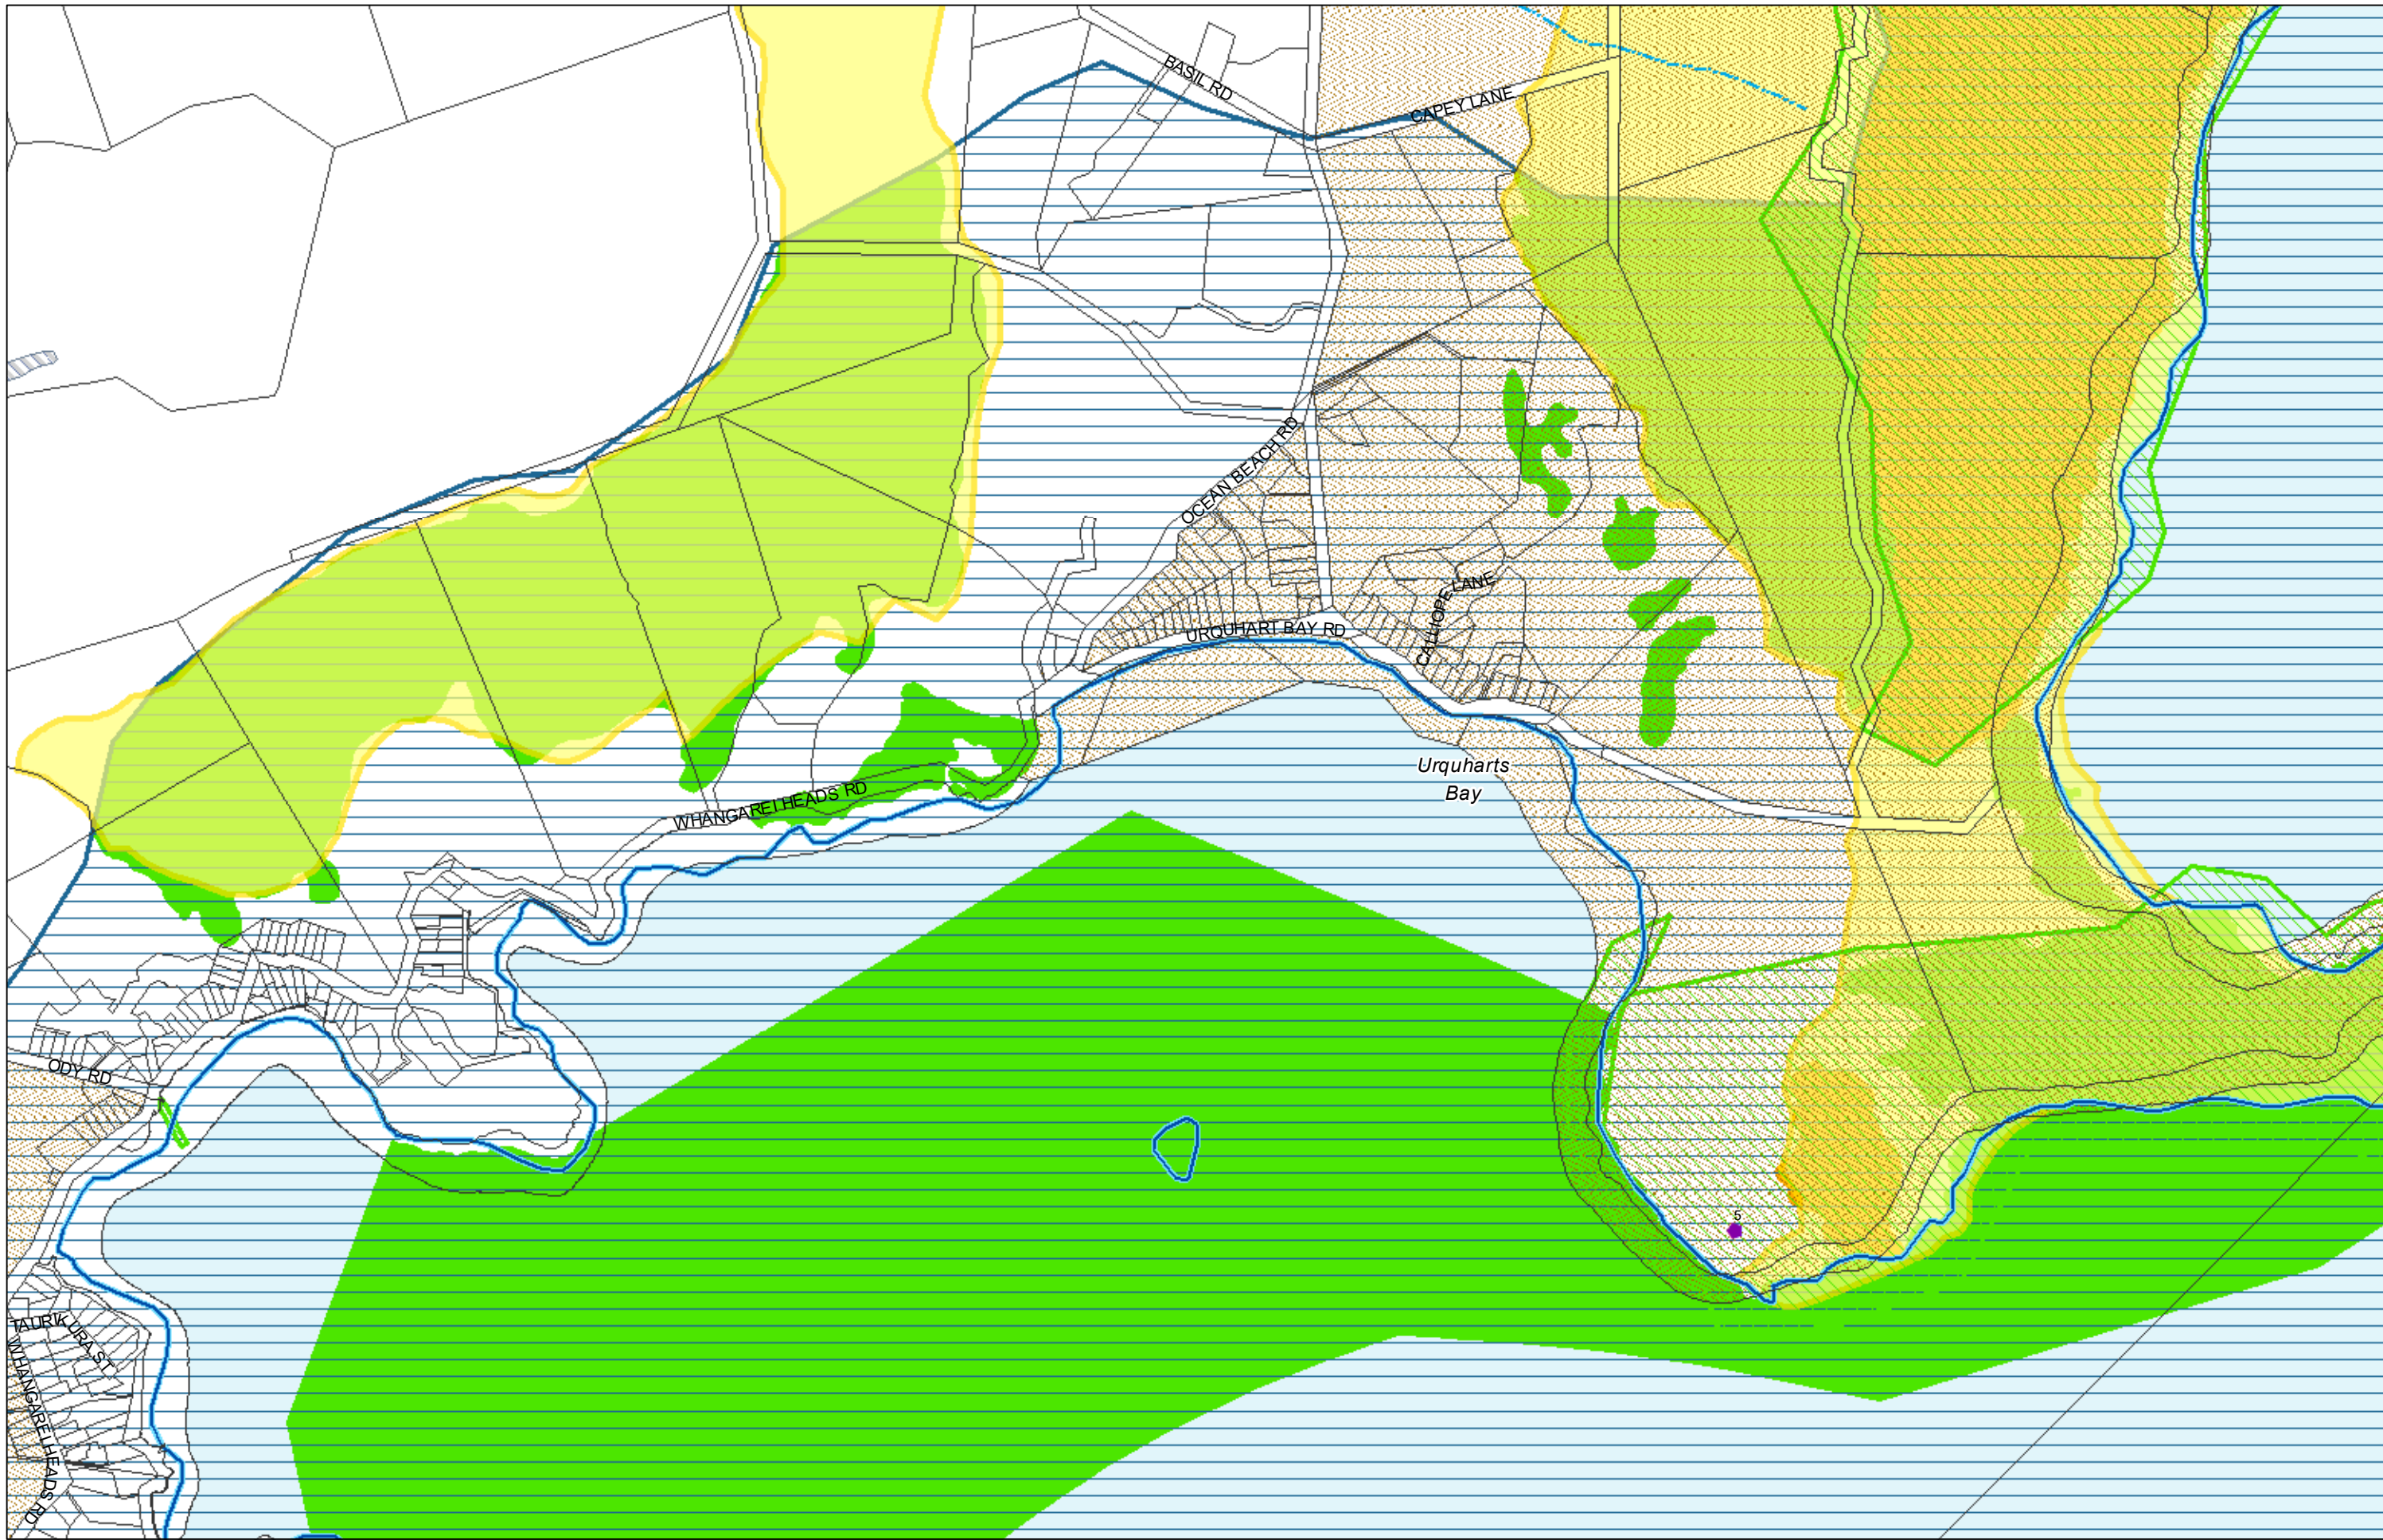 BASIL RD
CAPEY LANE
OCEAN BEACH RD
CALLIOPE LANE
URQUHART BAY RD
Urquharts
Bay
WHANGAREI HEADS RD
ODY RD
5
TAURIKURA ST
WHANGAREI HEADS RD